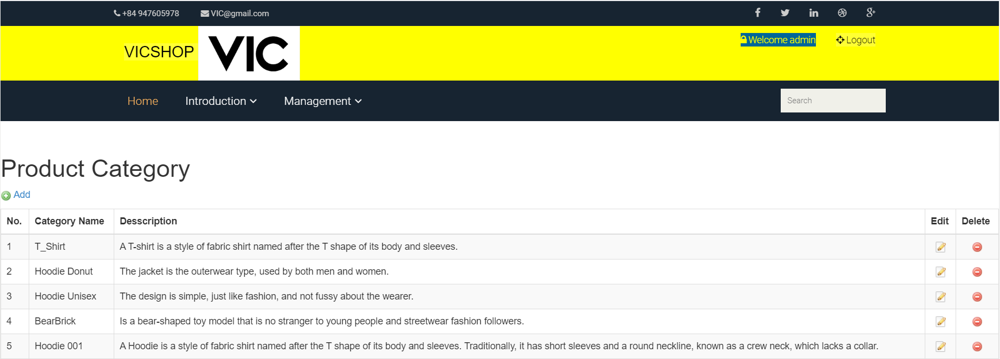 +84 947605978 VIC@gmail.com
VICSHOP VIC Welcome admin Logout
Home Introduction Management Search
Product Category
Add
No. Category Name Desscription Edit Delete
1 T_Shirt A T-shirt is a style of fabric shirt named after the T shape of its body and sleeves.
2 Hoodie Donut The jacket is the outerwear type, used by both men and women.
3 Hoodie Unisex The design is simple, just like fashion, and not fussy about the wearer.
4 BearBrick Is a bear-shaped toy model that is no stranger to young people and streetwear fashion followers.
5 Hoodie 001 A Hoodie is a style of fabric shirt named after the T shape of its body and sleeves. Traditionally, it has short sleeves and a round neckline, known as a crew neck, which lacks a collar.